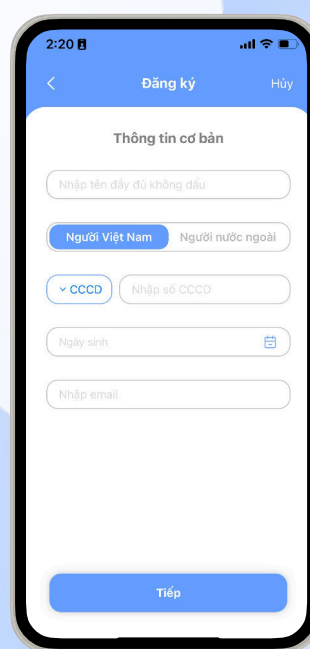 2:20
Đăng ký
Hủy
Thông tin cơ bản
Nhập tên đầy đủ không dấu
Người Việt Nam
Người nước ngoài
CCCD
Nhập số CCCD
Ngày sinh
Nhập email
Tiếp